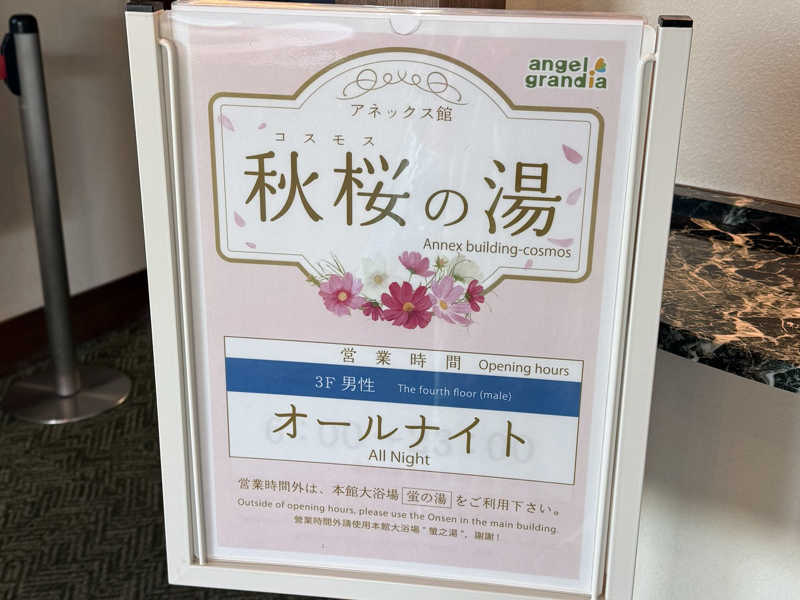 angel
grandia
アネックス館
コスモス
秋桜の湯
Annex building-cosmos
営業時間 Opening hours
3F 男性 The fourth floor (male)
オールナイト
All Night
営業時間外は、本館大浴場 蛍の湯 をご利用下さい。
Outside of opening hours, please use the Onsen in the main building.
營業時間外請使用本館大浴場"螢之湯"，謝謝！